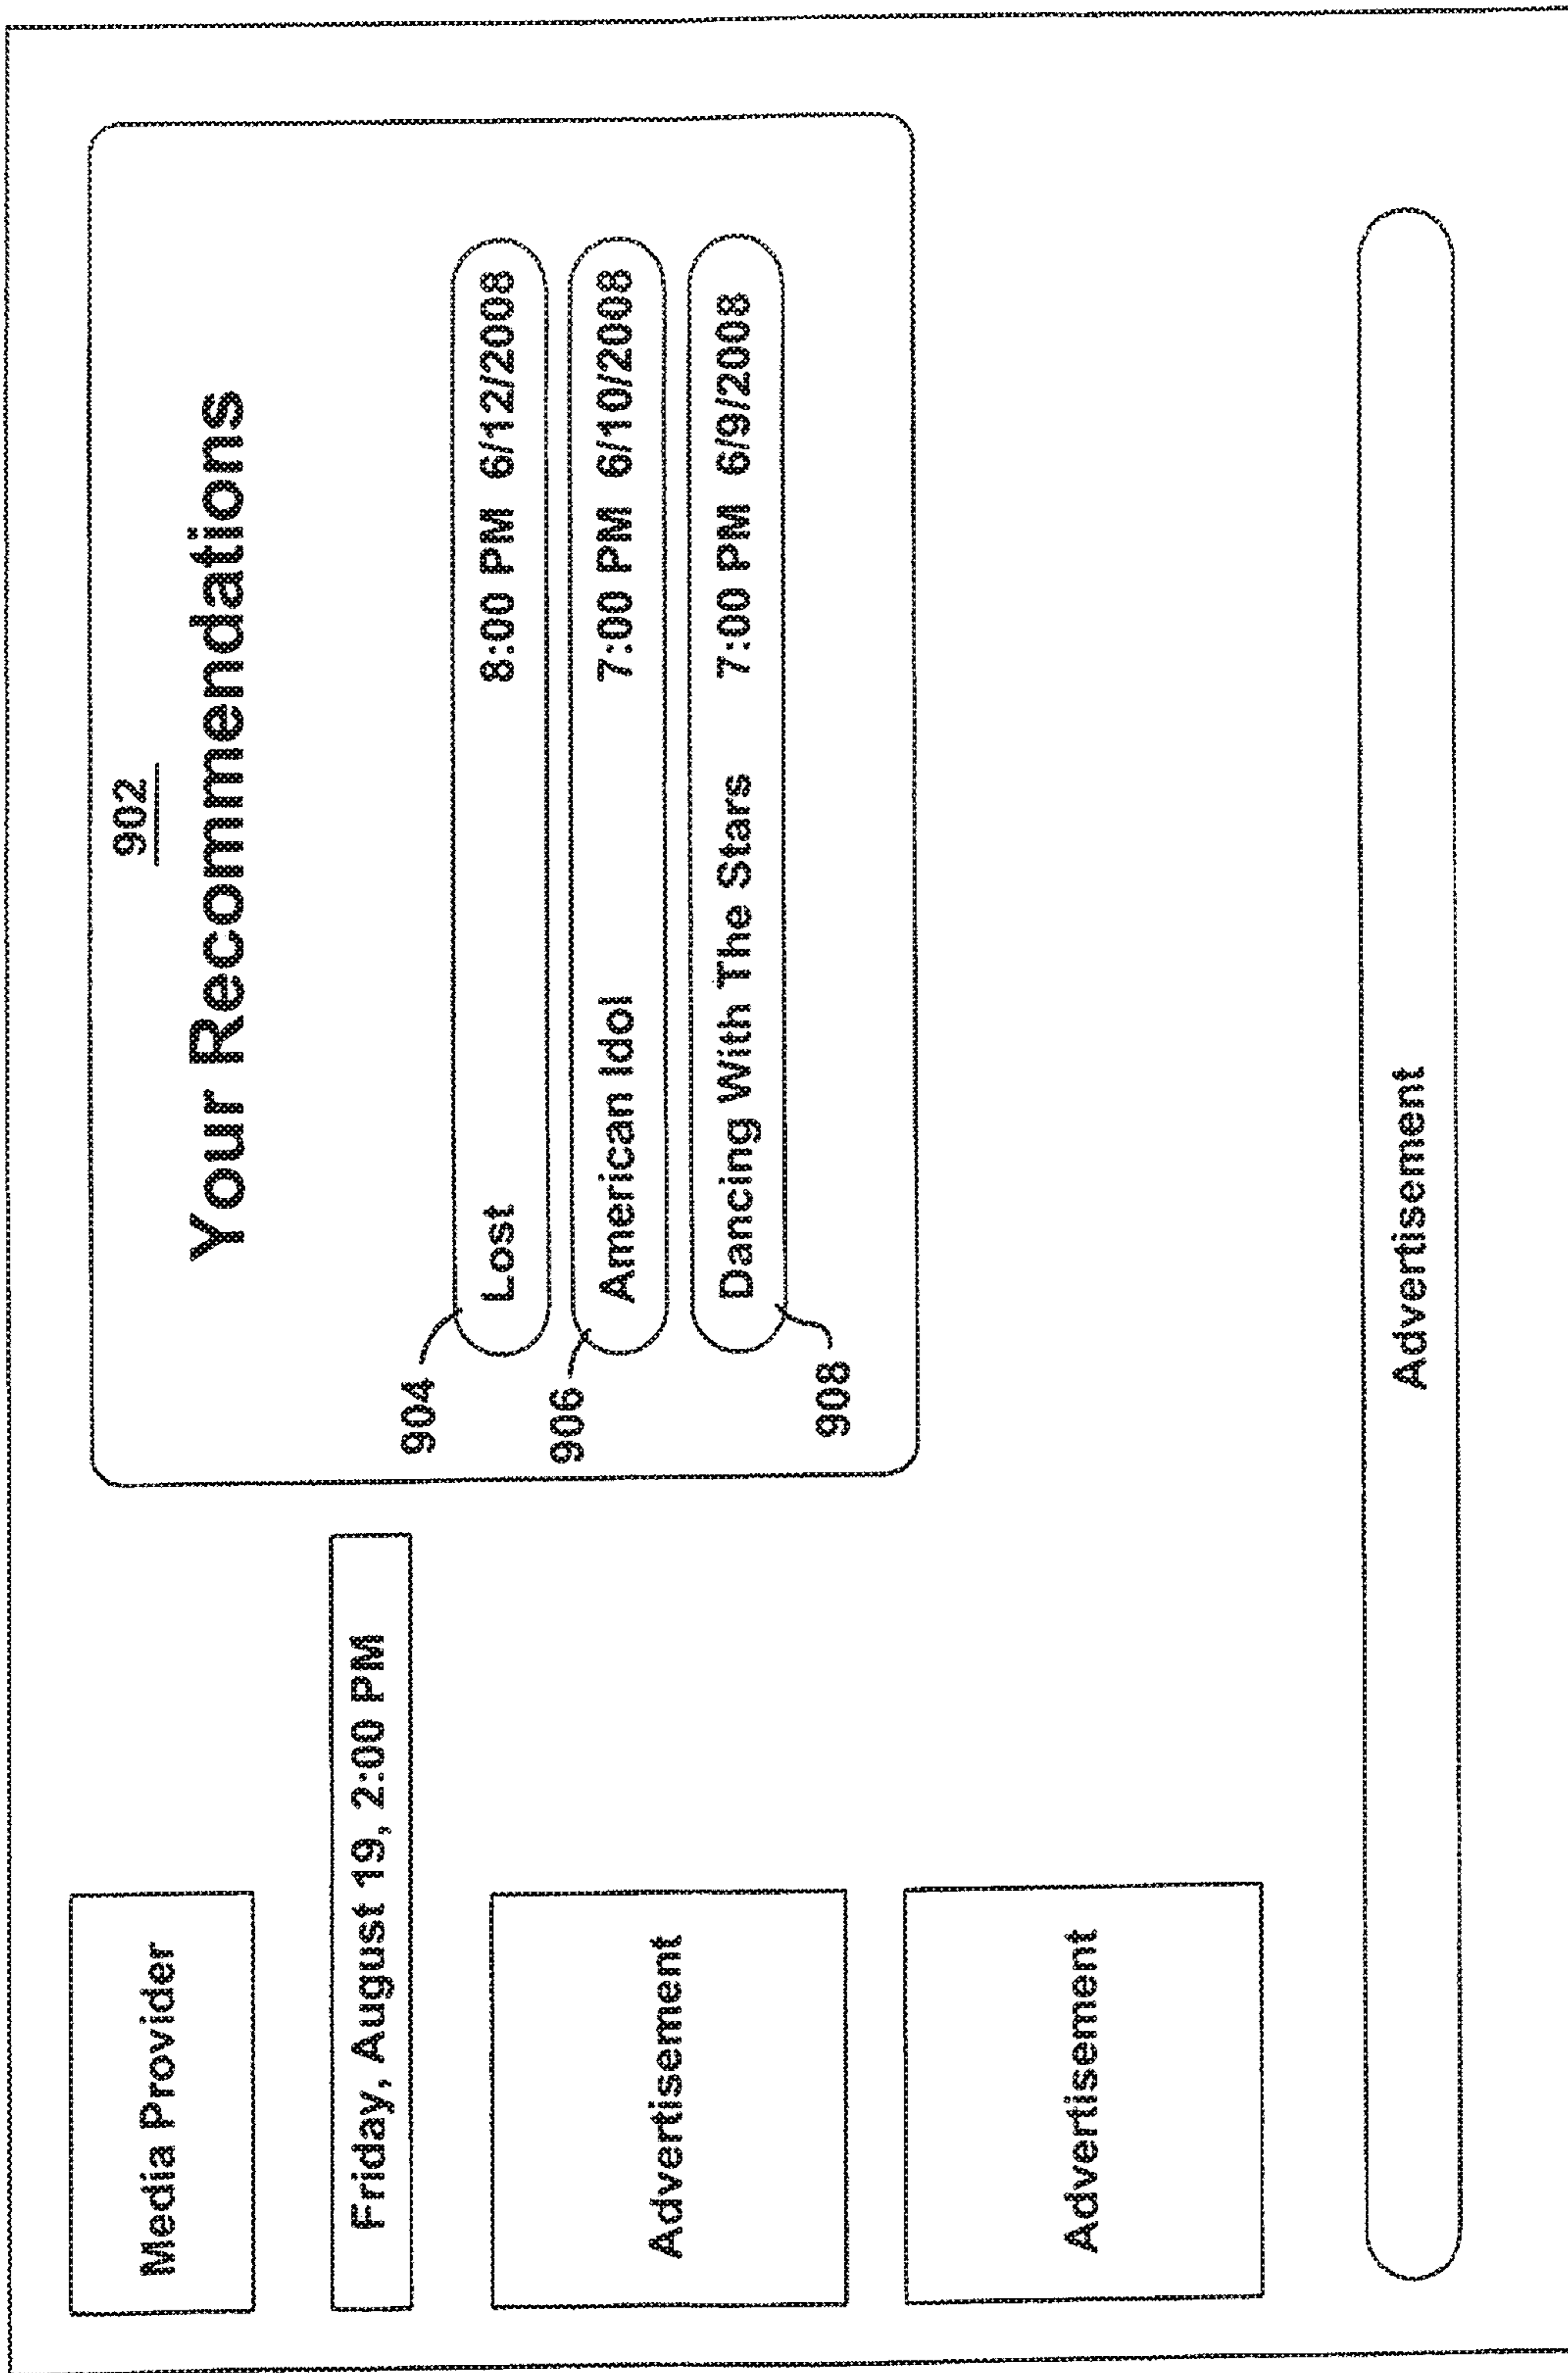 Media Provider
Friday, August 19, 2:00 PM
Advertisement
Advertisement
902
Your Recommendations
904
Lost 8:00 PM 6/12/2008
906
American Idol 7:00 PM 6/10/2008
Dancing With The Stars 7:00 PM 6/9/2008
908
Advertisement